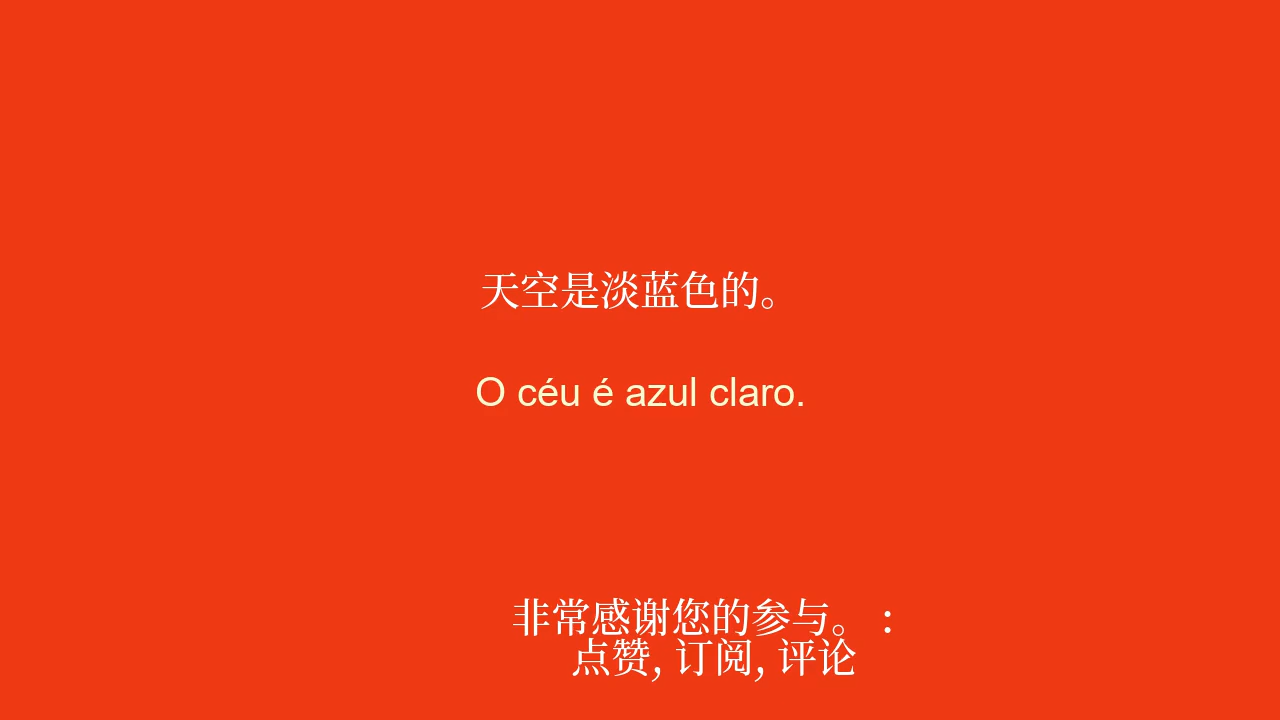 天空是淡蓝色的。
O céu é azul claro.
非常感谢您的参与。 :
点赞, 订阅, 评论